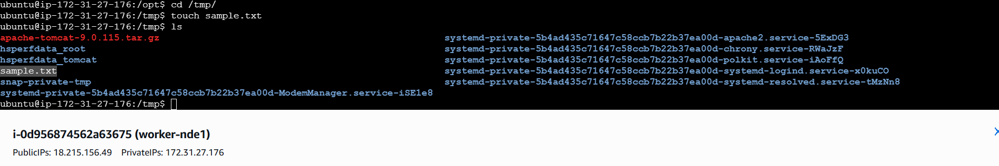 ubuntu@ip-172-31-27-176:/opt$ cd /tmp/
ubuntu@ip-172-31-27-176:/tmp$ touch sample.txt
ubuntu@ip-172-31-27-176:/tmp$ ls
apache-tomcat-9.0.115.tar.gz systemd-private-5b4ad435c71647c58ccb7b22b37ea00d-apache2.service-5ExDG3
hsperfdata_root systemd-private-5b4ad435c71647c58ccb7b22b37ea00d-chrony.service-RWaJzF
hsperfdata_tomcat systemd-private-5b4ad435c71647c58ccb7b22b37ea00d-polkit.service-iAoFfQ
sample.txt systemd-private-5b4ad435c71647c58ccb7b22b37ea00d-systemd-logind.service-x0kuCO
snap-private-tmp systemd-private-5b4ad435c71647c58ccb7b22b37ea00d-systemd-resolved.service-tMzNn8
systemd-private-5b4ad435c71647c58ccb7b22b37ea00d-ModemManager.service-iSE1e8
ubuntu@ip-172-31-27-176:/tmp$
i-0d956874562a63675 (worker-nde1)
PublicIPs: 18.215.156.49 PrivateIPs: 172.31.27.176